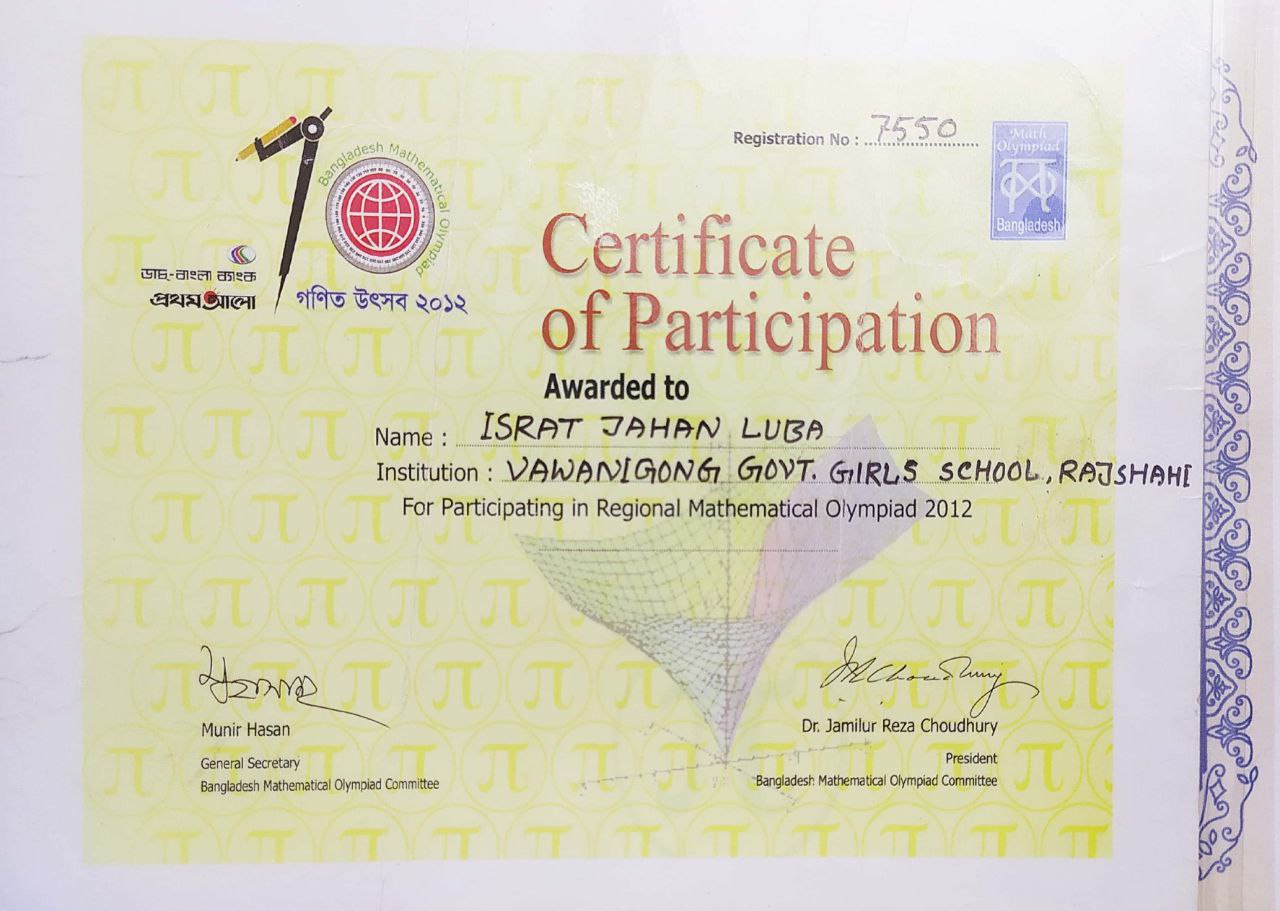 Registration No : 7550
Math
Olympiad
Bangladesh
Bangladesh Mathematical Olympiad
ডাচ্-বাংলা ব্যাংক
প্রথম আলো
গণিত উৎসব ২০১২
Certificate
of Participation
Awarded to
Name : ISRAT JAHAN LUBA
Institution : VAWANIGONG GOVT. GIRLS SCHOOL, RAJSHAHI
For Participating in Regional Mathematical Olympiad 2012
Munir Hasan
General Secretary
Bangladesh Mathematical Olympiad Committee
Dr. Jamilur Reza Choudhury
President
Bangladesh Mathematical Olympiad Committee